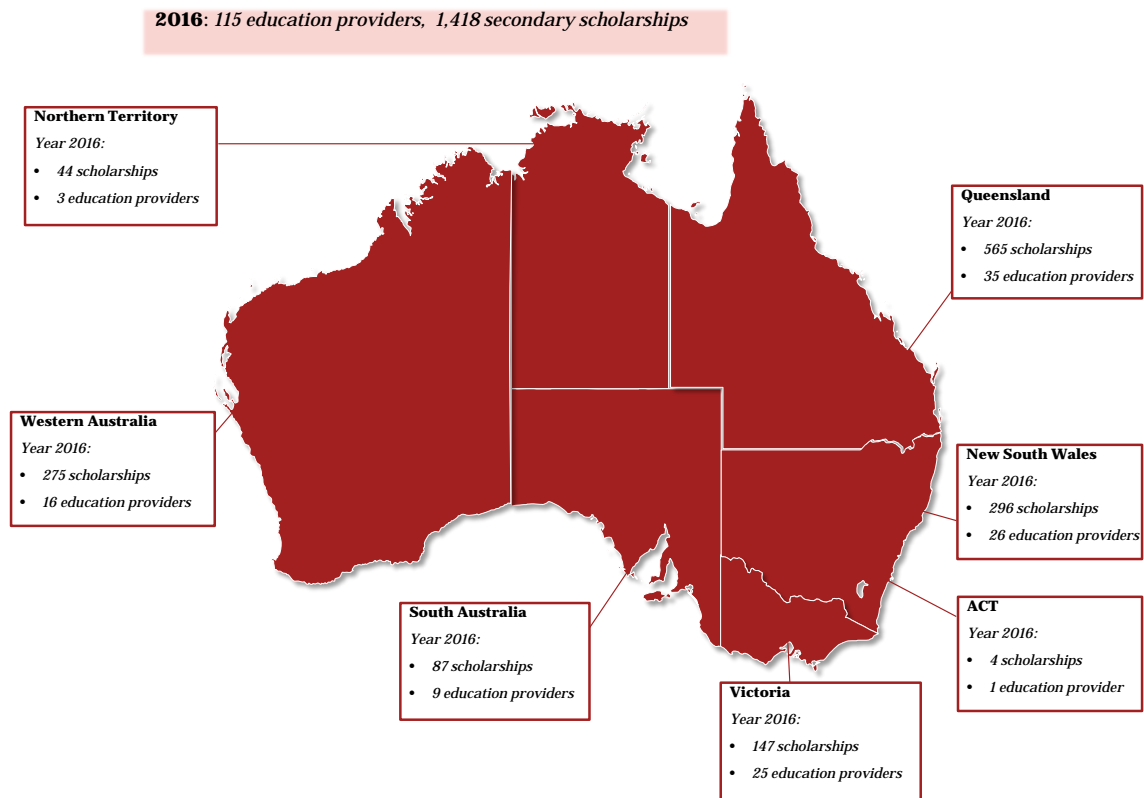 2016: 115 education providers, 1,418 secondary scholarships
Northern Territory
Year 2016:
• 44 scholarships
• 3 education providers
Queensland
Year 2016:
• 565 scholarships
• 35 education providers
Western Australia
Year 2016:
• 275 scholarships
• 16 education providers
New South Wales
Year 2016:
• 296 scholarships
• 26 education providers
South Australia
Year 2016:
• 87 scholarships
• 9 education providers
ACT
Year 2016:
• 4 scholarships
• 1 education provider
Victoria
Year 2016:
• 147 scholarships
• 25 education providers